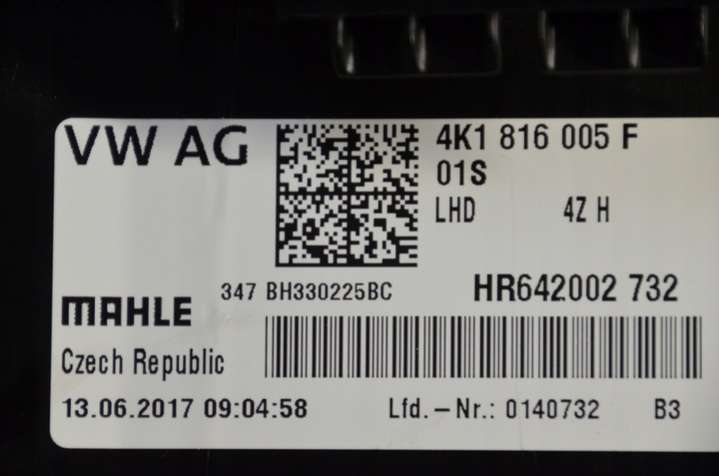 VW AG
4K1 816 005 F
01S
LHD 4Z H
347 BH330225BC
HR642002 732
MAHLE
Czech Republic
13.06.2017 09:04:58 Lfd.-Nr.: 0140732 B3